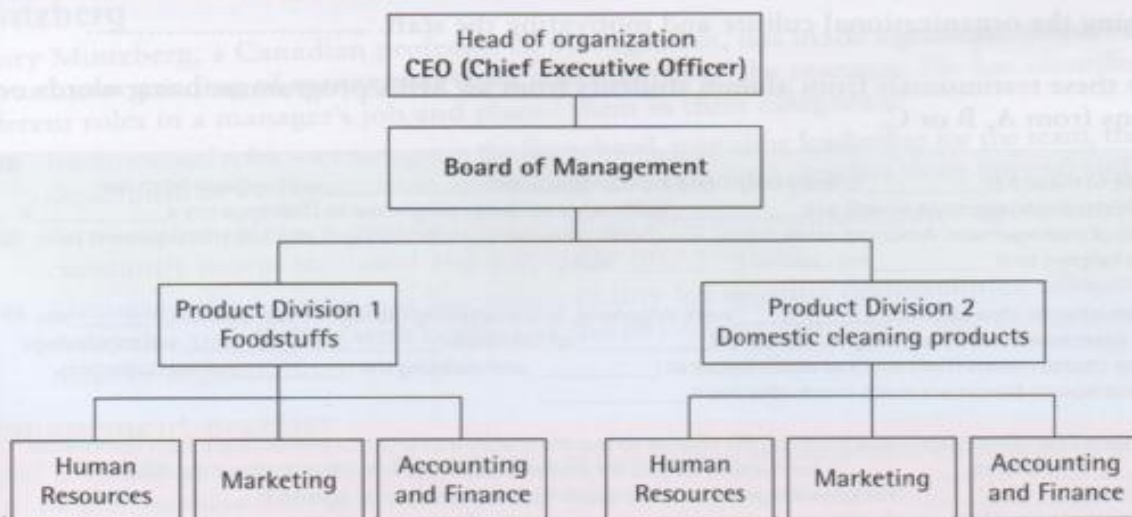 Head of organization
CEO (Chief Executive Officer)
Board of Management
Product Division 1
Foodstuffs
Product Division 2
Domestic cleaning products
Human
Resources
Marketing
Accounting
and Finance
Human
Resources
Marketing
Accounting
and Finance